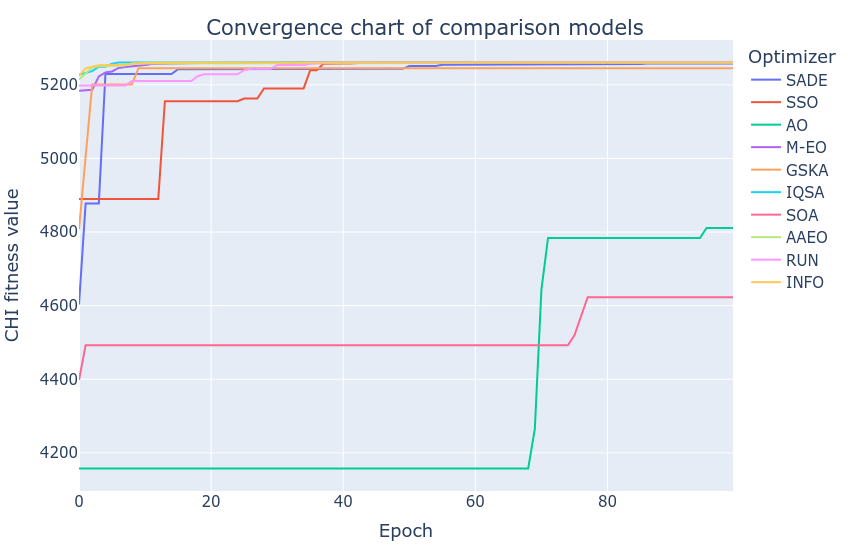 Convergence chart of comparison models
CHI fitness value
5200
5000
4800
4600
4400
4200
0 20 40 60 80
Epoch
Optimizer
SADE
SSO
AO
M-EO
GSKA
IQSA
SOA
AAEO
RUN
INFO